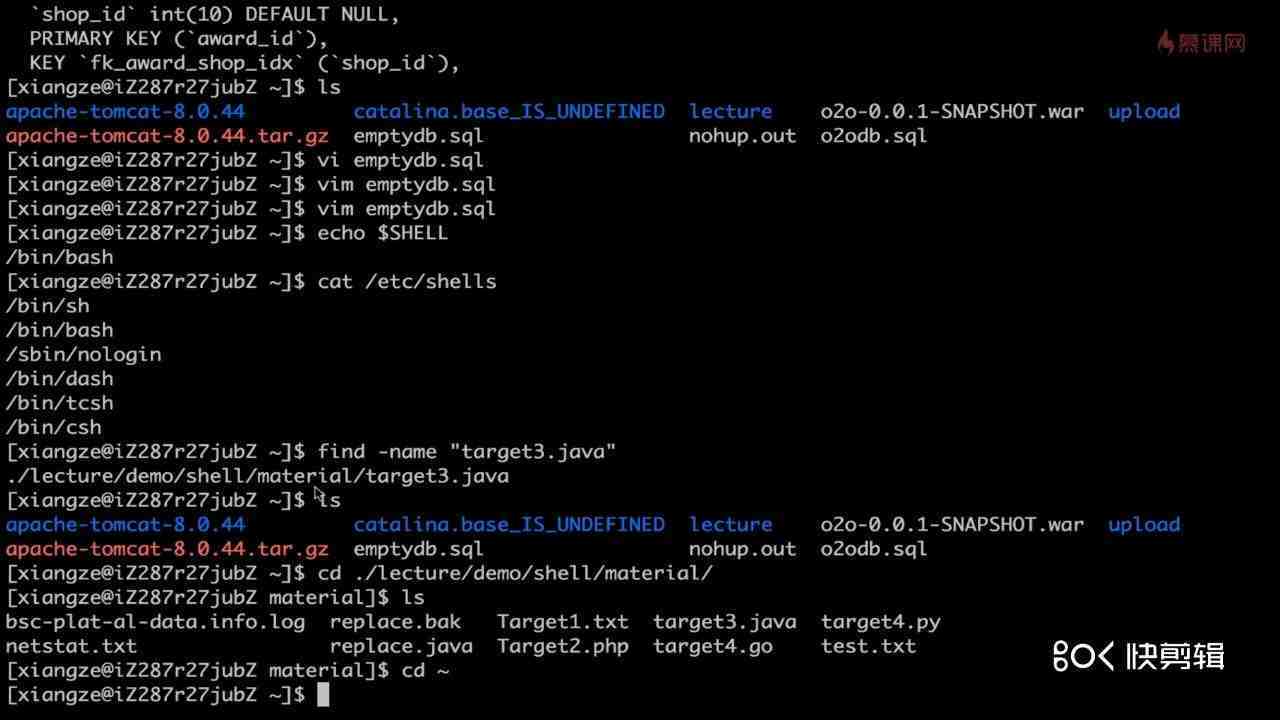 `shop_id` int(10) DEFAULT NULL,
PRIMARY KEY (`award_id`),
KEY `fk_award_shop_idx` (`shop_id`),
慕课网
[xiangze@iZ287r27jubZ ~]$ ls
apache-tomcat-8.0.44 catalina.base_IS_UNDEFINED lecture o2o-0.0.1-SNAPSHOT.war upload
apache-tomcat-8.0.44.tar.gz emptydb.sql nohup.out o2odb.sql
[xiangze@iZ287r27jubZ ~]$ vi emptydb.sql
[xiangze@iZ287r27jubZ ~]$ vim emptydb.sql
[xiangze@iZ287r27jubZ ~]$ vim emptydb.sql
[xiangze@iZ287r27jubZ ~]$ echo $SHELL
/bin/bash
[xiangze@iZ287r27jubZ ~]$ cat /etc/shells
/bin/sh
/bin/bash
/sbin/nologin
/bin/dash
/bin/tcsh
/bin/csh
[xiangze@iZ287r27jubZ ~]$ find -name "target3.java"
./lecture/demo/shell/material/target3.java
[xiangze@iZ287r27jubZ ~]$ ls
apache-tomcat-8.0.44 catalina.base_IS_UNDEFINED lecture o2o-0.0.1-SNAPSHOT.war upload
apache-tomcat-8.0.44.tar.gz emptydb.sql nohup.out o2odb.sql
[xiangze@iZ287r27jubZ ~]$ cd ./lecture/demo/shell/material/
[xiangze@iZ287r27jubZ material]$ ls
bsc-plat-al-data.info.log replace.bak Target1.txt target3.java target4.py
netstat.txt replace.java Target2.php target4.go test.txt
快剪辑
[xiangze@iZ287r27jubZ material]$ cd ~
[xiangze@iZ287r27jubZ ~]$